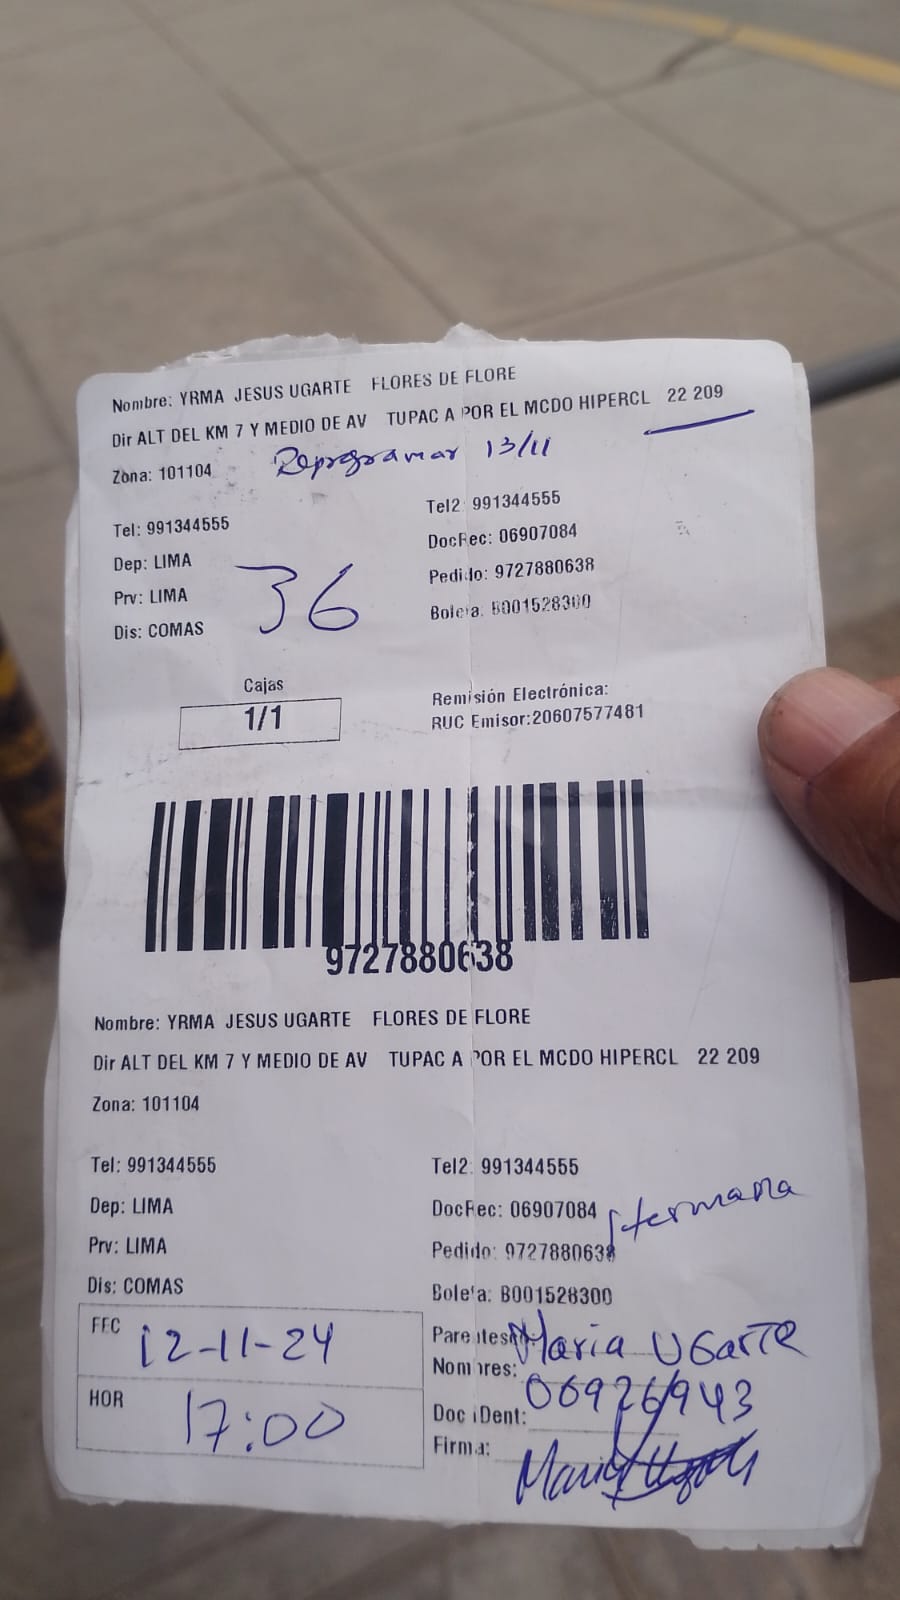 Nombre: YRMA JESUS UGARTE FLORES DE FLORE
Dir ALT DEL KM 7 Y MEDIO DE AV TUPAC A POR EL MCDO HIPERCL 22 209
Zona: 101104 Reprogramar 13/11
Tel: 991344555 Tel2: 991344555
Dep: LIMA DocRec: 06907084
Prv: LIMA Pedido: 9727880638
Dis: COMAS Boleta: B001528300
36
Cajas
1/1
Remisión Electrónica:
RUC Emisor:20607577481
9727880638
Nombre: YRMA JESUS UGARTE FLORES DE FLORE
Dir ALT DEL KM 7 Y MEDIO DE AV TUPAC A POR EL MCDO HIPERCL 22 209
Zona: 101104
Tel: 991344555 Tel2: 991344555
Dep: LIMA DocRec: 06907084 Hermana
Prv: LIMA Pedido: 9727880638
Dis: COMAS Boleta: B001528300
FEC 12-11-24
HOR 17:00
Parentesco:
Nombres: Maria UGarTe
Doc iDent: 06926943
Firma: